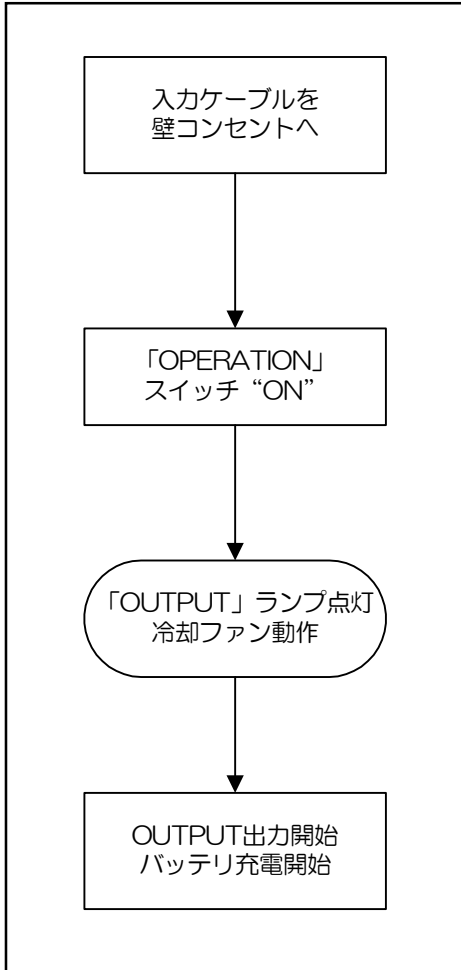 入力ケーブルを
壁コンセントへ
「OPERATION」
スイッチ “ON”
「OUTPUT」ランプ点灯
冷却ファン動作
OUTPUT出力開始
バッテリ充電開始